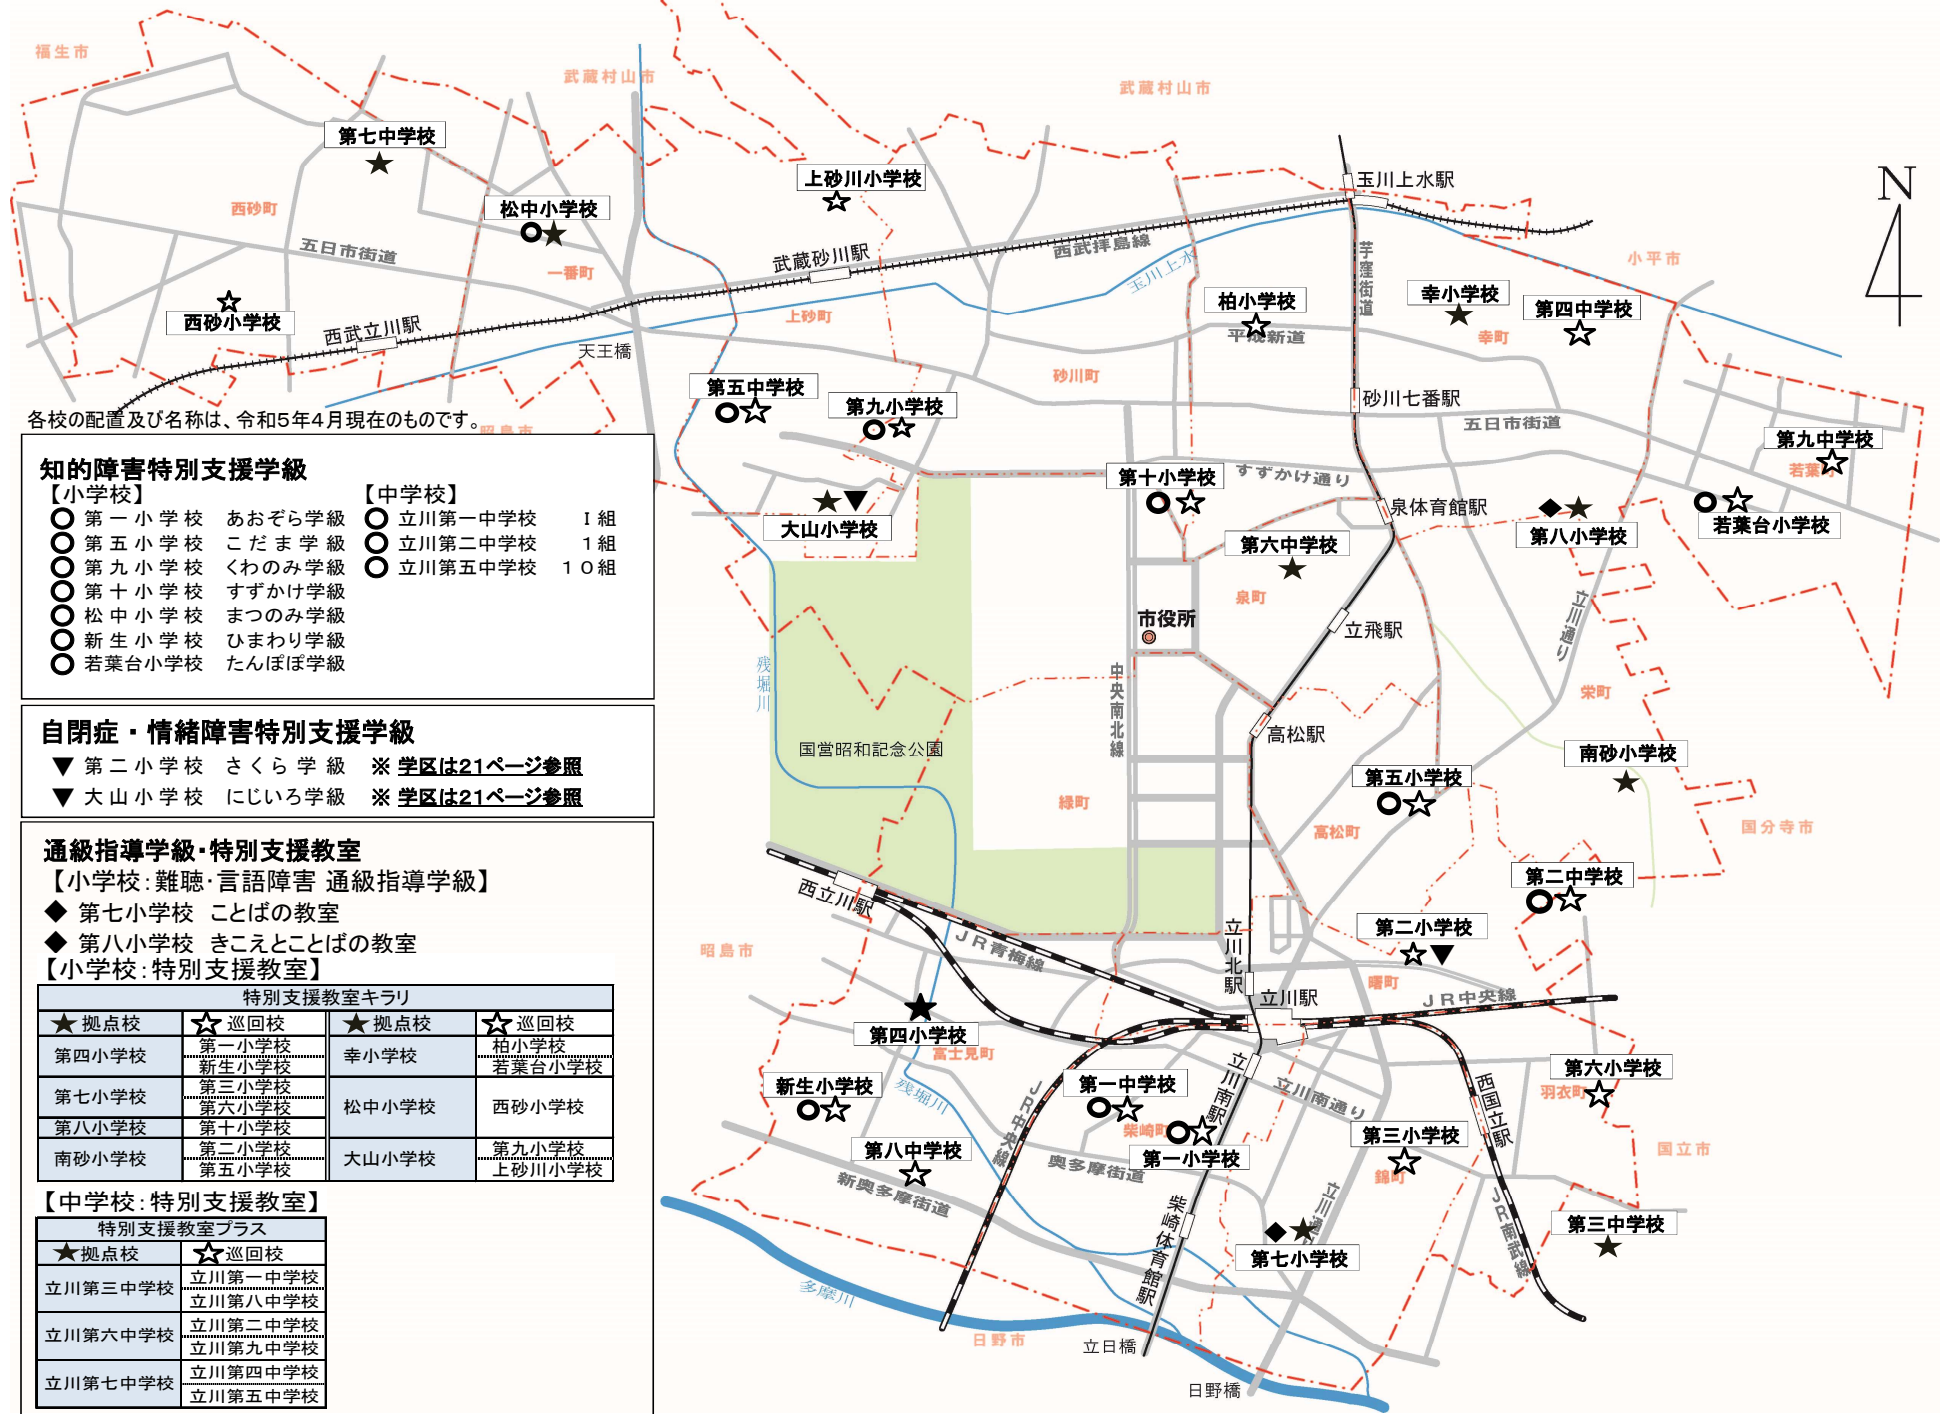 福生市
武蔵村山市
武蔵村山市
第七中学校
上砂川小学校
玉川上水駅
N
西砂町
松中小学校
五日市街道
一番町
武蔵砂川駅
西武拝島線
玉川上水
芋窪街道
小平市
西砂小学校
西武立川駅
天王橋
上砂町
柏小学校
平成新道
幸小学校
第四中学校
幸町
砂川町
第五中学校
第九小学校
砂川七番駅
五日市街道
第九中学校
若葉町
各校の配置及び名称は、令和5年4月現在のものです。
昭島市
大山小学校
第十小学校
すずかけ通り
泉体育館駅
第八小学校
若葉台小学校
第六中学校
泉町
市役所
立飛駅
立川通り
残堀川
中央南北線
栄町
国営昭和記念公園
高松駅
南砂小学校
第五小学校
緑町
高松町
国分寺市
第二中学校
西立川駅
第二小学校
昭島市
JR青梅線
立川北駅
曙町
立川駅
JR中央線
第四小学校
富士見町
新生小学校
残堀川
JR中央線
第一中学校
立川南駅
立川南通り
西国立駅
第六小学校
羽衣町
柴崎町
第一小学校
第三小学校
錦町
国立市
第八中学校
奥多摩街道
新奥多摩街道
柴崎体育館駅
立川通り
JR南武線
第三中学校
第七小学校
多摩川
日野市
立日橋
日野橋
知的障害特別支援学級
【小学校】 【中学校】
○ 第一小学校 あおぞら学級 ○ 立川第一中学校 Ⅰ組
○ 第五小学校 こだま学級 ○ 立川第二中学校 1組
○ 第九小学校 くわのみ学級 ○ 立川第五中学校 10組
○ 第十小学校 すずかけ学級
○ 松中小学校 まつのみ学級
○ 新生小学校 ひまわり学級
○ 若葉台小学校 たんぽぽ学級
自閉症・情緒障害特別支援学級
▼ 第二小学校 さくら学級 ※ 学区は21ページ参照
▼ 大山小学校 にじいろ学級 ※ 学区は21ページ参照
通級指導学級・特別支援教室
【小学校：難聴・言語障害 通級指導学級】
◆ 第七小学校 ことばの教室
◆ 第八小学校 きこえとことばの教室
【小学校：特別支援教室】
特別支援教室キラリ
★拠点校 ☆巡回校 ★拠点校 ☆巡回校
第四小学校 第一小学校 幸小学校 柏小学校
新生小学校 若葉台小学校
第七小学校 第三小学校 松中小学校 西砂小学校
第六小学校
第八小学校 第十小学校
南砂小学校 第二小学校 大山小学校 第九小学校
第五小学校 上砂川小学校
【中学校：特別支援教室】
特別支援教室プラス
★拠点校 ☆巡回校
立川第三中学校 立川第一中学校
立川第八中学校
立川第六中学校 立川第二中学校
立川第九中学校
立川第七中学校 立川第四中学校
立川第五中学校